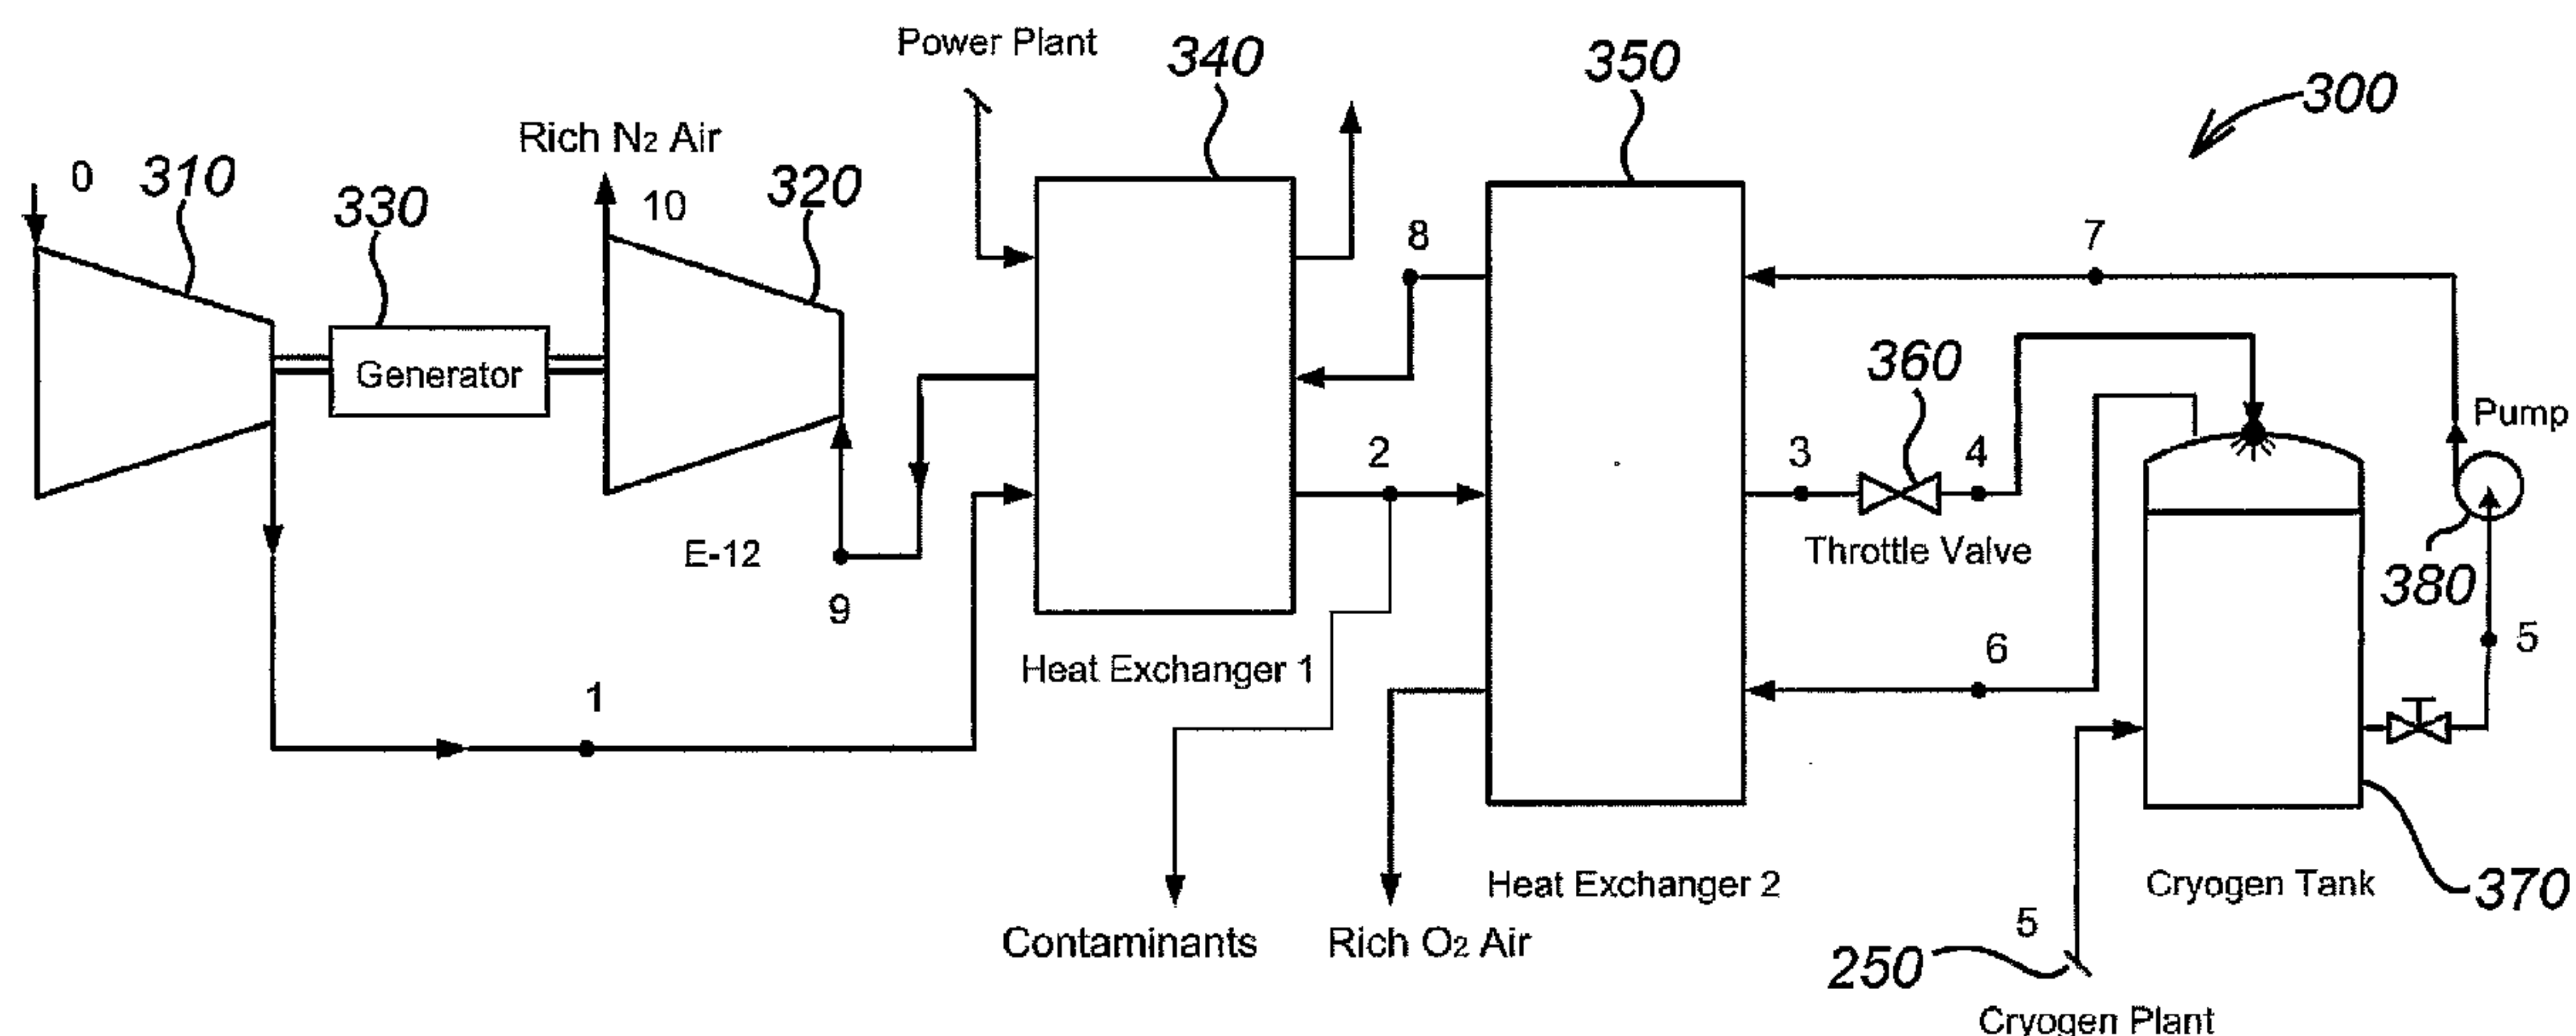 Power Plant
340
350
300
Rich N2 Air
0
310
330
10
320
8
7
Generator
360
2
3
4
Pump
E-12
Throttle Valve
9
380
5
6
Heat Exchanger 1
1
Heat Exchanger 2
Cryogen Tank
370
5
Contaminants
Rich O2 Air
250
Cryogen Plant